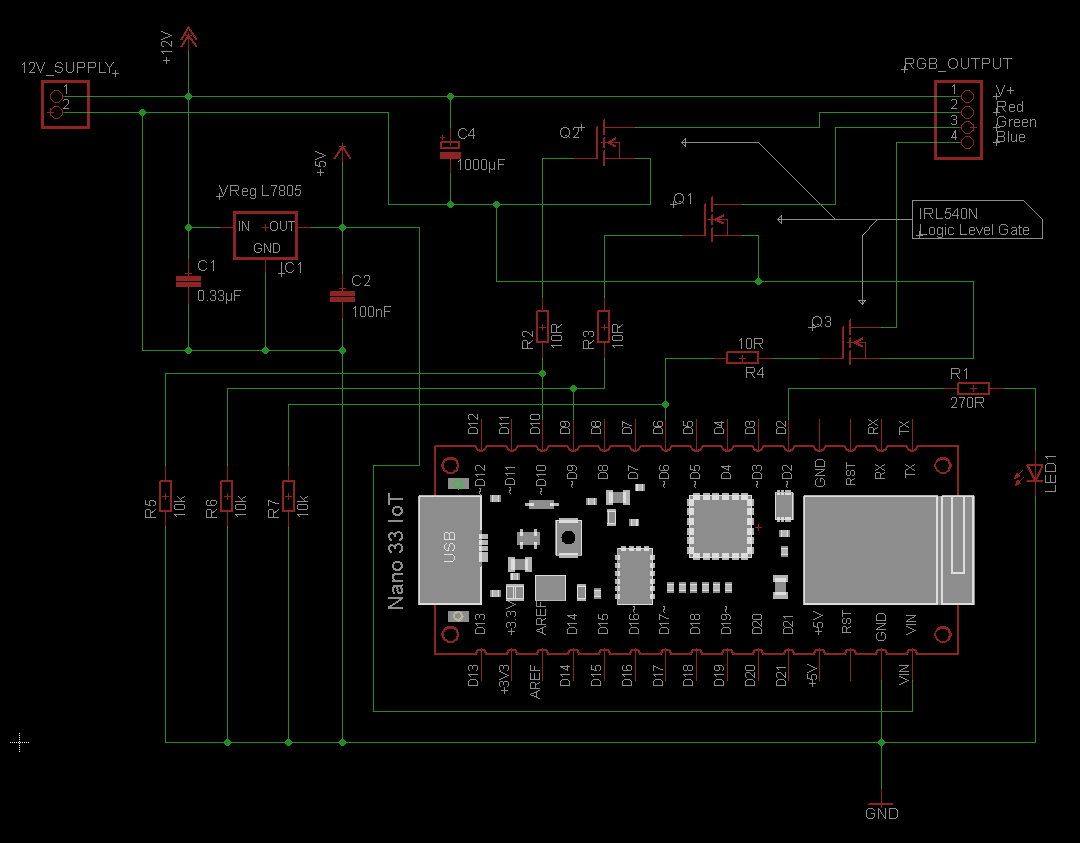 +12V
12V_SUPPLY
1
2
RGB_OUTPUT
1
2
3
4
V+
Red
Green
Blue
C4
1000µF
Q2
+5V
VReg L7805
IN
OUT
GND
IC1
Q1
IRL540N
Logic Level Gate
C1
0.33µF
C2
100nF
Q3
R2
10R
R3
10R
10R
R4
R1
270R
D12
D11
D10
D9
D8
D7
D6
D5
D4
D3
D2
RX
TX
D12
~D11
~D10
~D9
D8
D7
~D6
~D5
D4
~D3
~D2
GND
RST
RX
TX
LED1
R5
10k
R6
10k
R7
10k
Nano 33 IoT
USB
D13
+3.3V
AREF
D14
D15
D16~
D17~
D18
D19~
D20
D21
+5V
RST
GND
VIN
D13
+3V3
AREF
D14
D15
D16
D17
D18
D19
D20
D21
+5V
VIN
GND